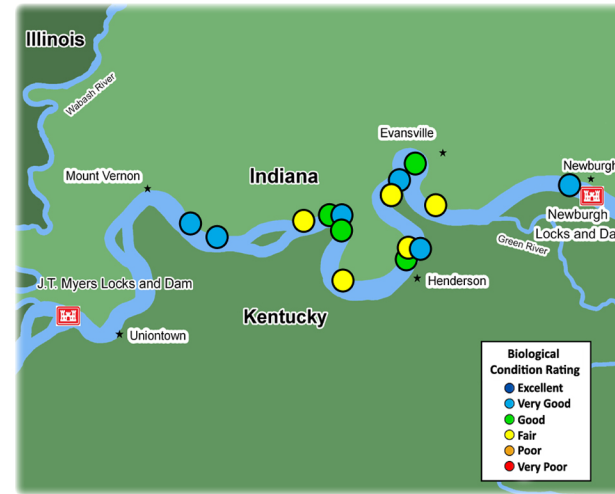 Illinois
Wabash River
Evansville
Mount Vernon
Indiana
Newburgh
Newburgh
Locks and Da
Green River
J.T. Myers Locks and Dam
Henderson
Kentucky
Uniontown
Biological
Condition Rating
Excellent
Very Good
Good
Fair
Poor
Very Poor